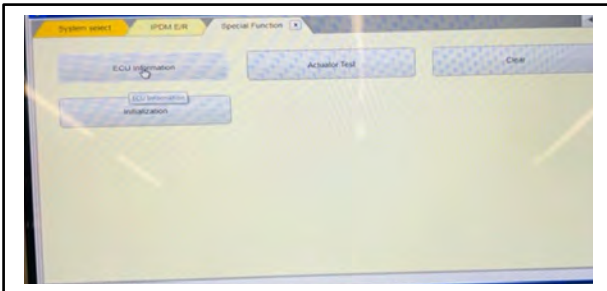 System select IPDM E/R Special Function
ECU Information Actuator Test Clear
ECU Information
Initialization